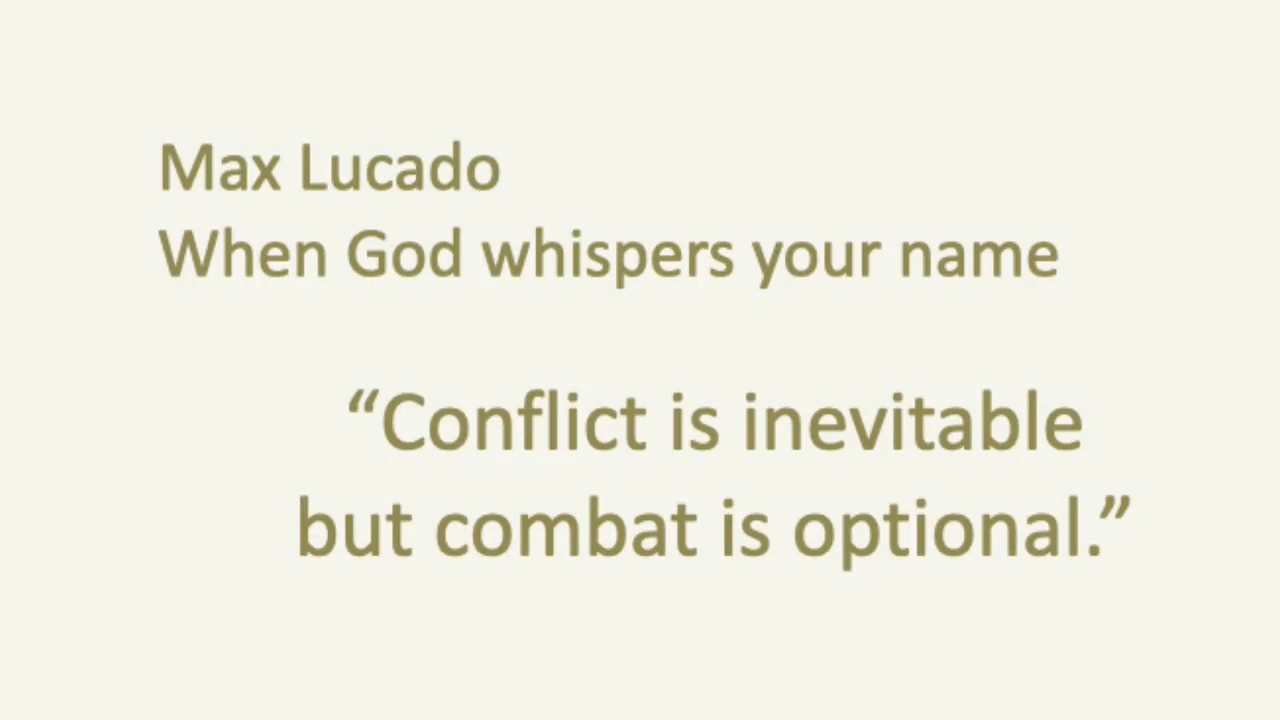 Max Lucado
When God whispers your name
“Conflict is inevitable
but combat is optional.”